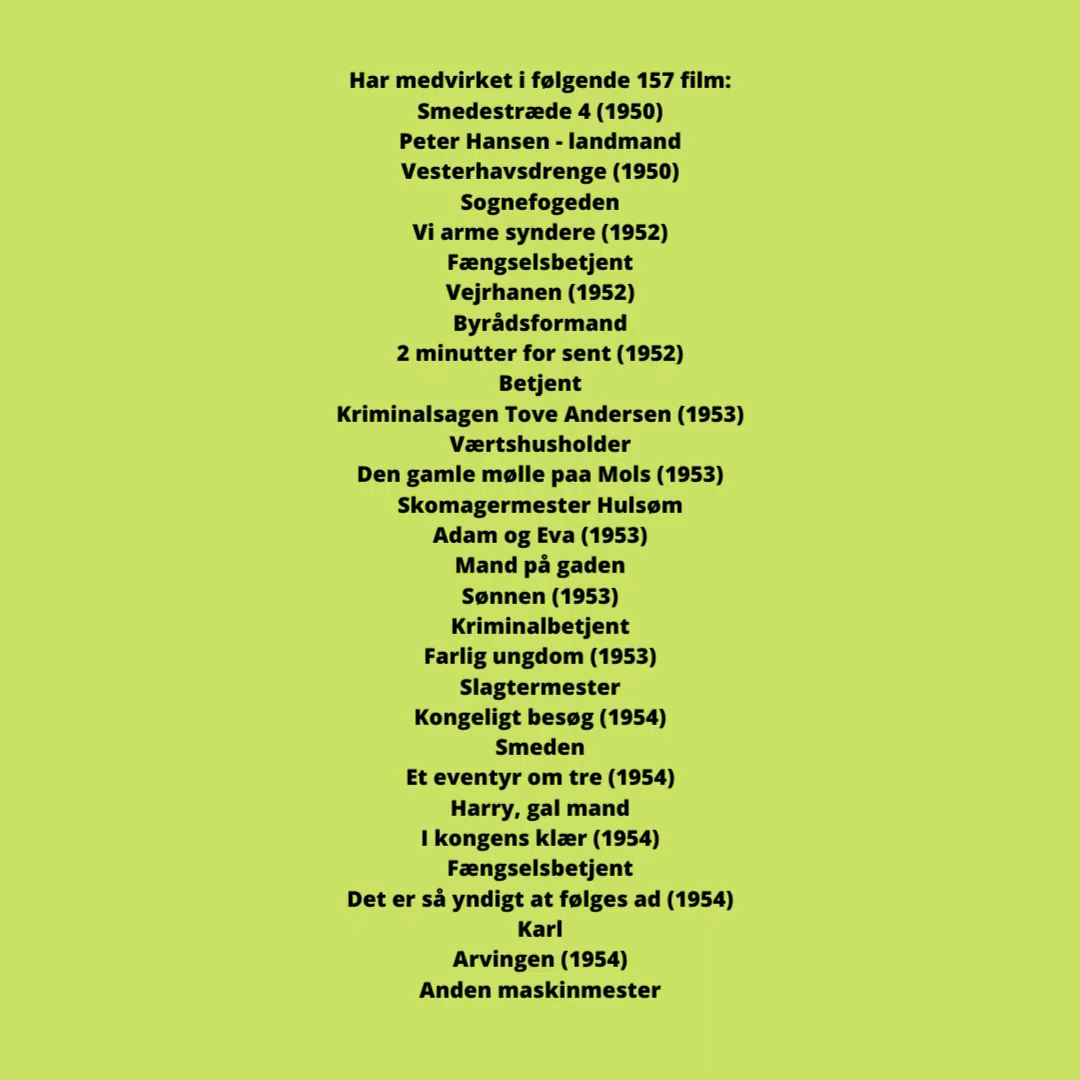 Har medvirket i følgende 157 film:
Smedestræde 4 (1950)
Peter Hansen - landmand
Vesterhavsdrenge (1950)
Sognefogeden
Vi arme syndere (1952)
Fængselsbetjent
Vejrhanen (1952)
Byrådsformand
2 minutter for sent (1952)
Betjent
Kriminalsagen Tove Andersen (1953)
Værtshusholder
Den gamle mølle paa Mols (1953)
Skomagermester Hulsøm
Adam og Eva (1953)
Mand på gaden
Sønnen (1953)
Kriminalbetjent
Farlig ungdom (1953)
Slagtermester
Kongeligt besøg (1954)
Smeden
Et eventyr om tre (1954)
Harry, gal mand
I kongens klær (1954)
Fængselsbetjent
Det er så yndigt at følges ad (1954)
Karl
Arvingen (1954)
Anden maskinmester